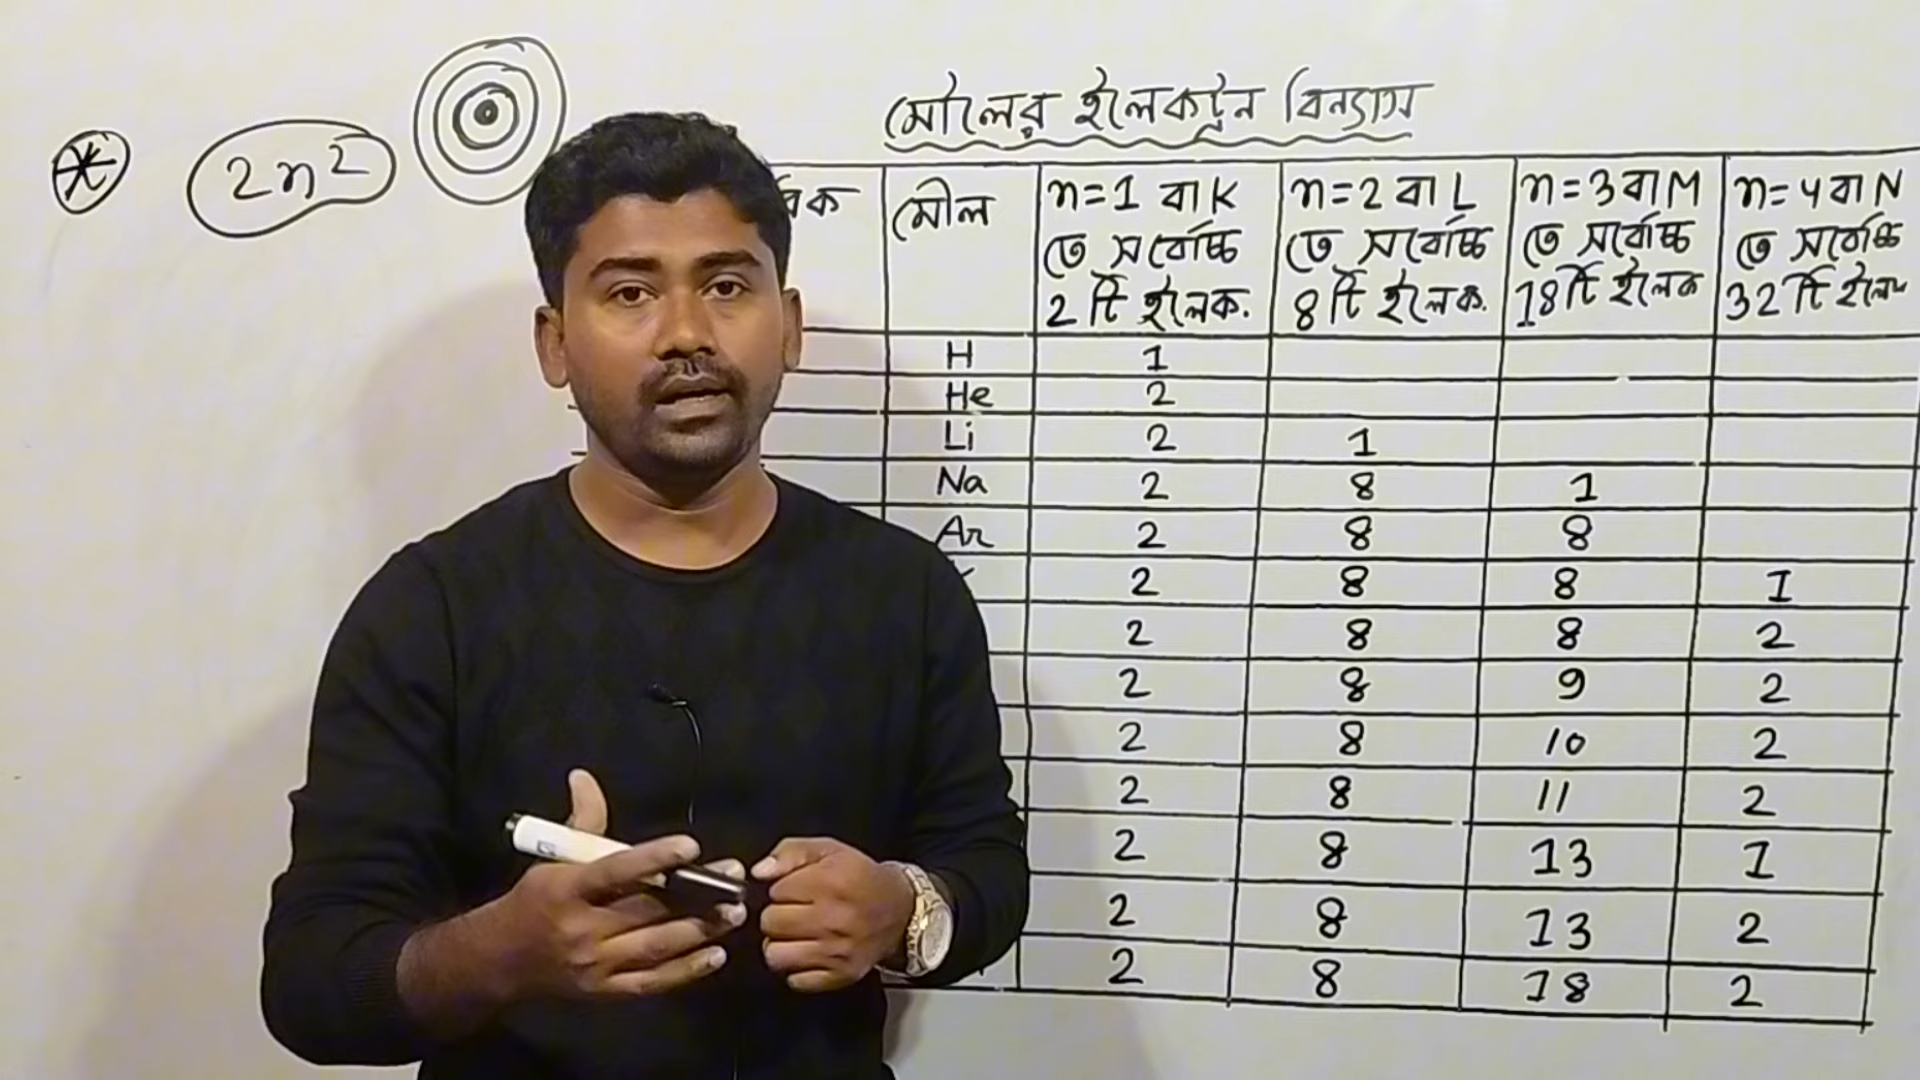 2n²
মৌলের ইলেকট্রন বিন্যাস
মৌল
n=1 বা K
তে সর্বোচ্চ
2 টি ইলেক.
n=2 বা L
তে সর্বোচ্চ
8 টি ইলেক.
n=3 বা M
তে সর্বোচ্চ
18 টি ইলেক
n=4 বা N
তে সর্বোচ্চ
32 টি ইলে
H 1
He 2
Li 2 1
Na 2 8 1
Ar 2 8 8
2 8 8 1
2 8 8 2
2 8 9 2
2 8 10 2
2 8 11 2
2 8 13 1
2 8 13 2
2 8 18 2